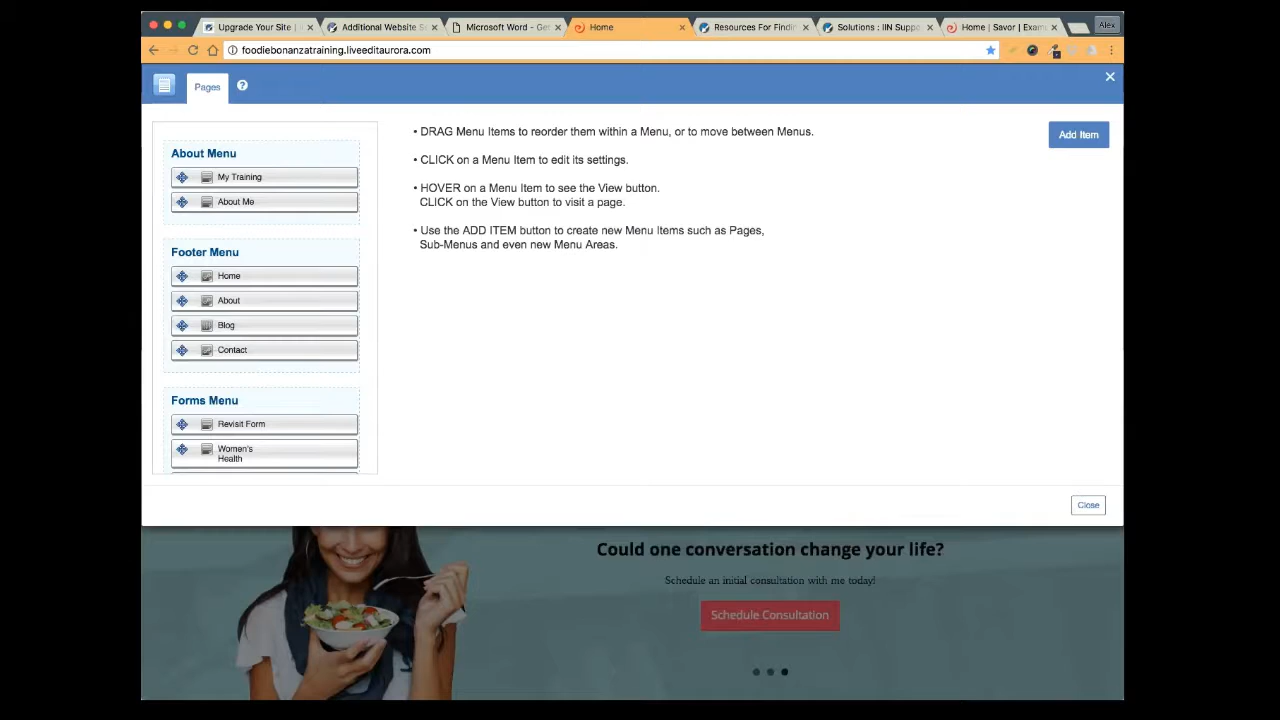 Upgrade Your Site | I
Additional Website Se
Microsoft Word - Get
Home
Resources For Findin
Solutions : IIN Suppo
Home | Savor | Exam
Alex
foodiebonanzatraining.liveeditaurora.com
Pages
?
• DRAG Menu Items to reorder them within a Menu, or to move between Menus.
Add Item
About Menu
• CLICK on a Menu Item to edit its settings.
My Training
• HOVER on a Menu Item to see the View button.
About Me
CLICK on the View button to visit a page.
• Use the ADD ITEM button to create new Menu Items such as Pages,
Sub-Menus and even new Menu Areas.
Footer Menu
Home
About
Blog
Contact
Forms Menu
Revisit Form
Women's
Health
Close
Could one conversation change your life?
Schedule an initial consultation with me today!
Schedule Consultation